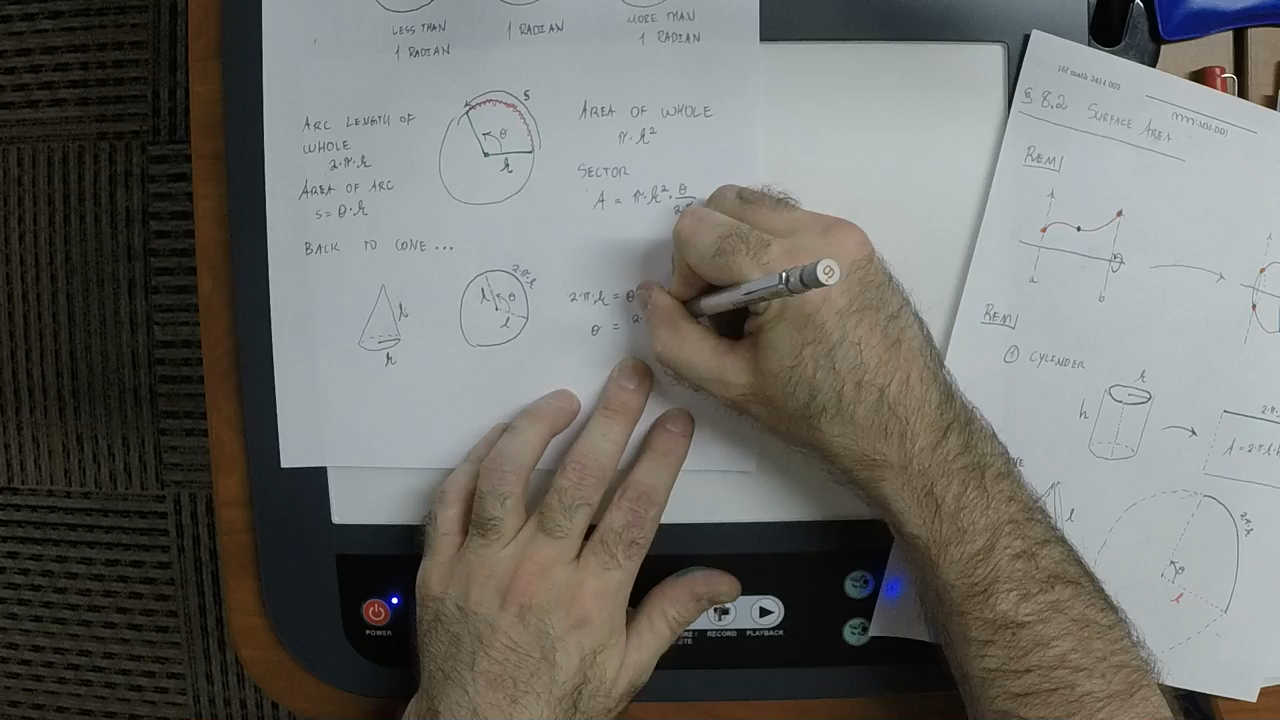 LESS THAN
1 RADIAN
1 RADIAN
MORE THAN
1 RADIAN
ARC LENGTH OF
WHOLE
2·π·r
AREA OF ARC
s = θ·r
s
θ
r
AREA OF WHOLE
π·r²
SECTOR
A = π·r²·θ
BACK TO CONE...
l
r
2·π·r
l
θ
l
2·π·r = θ
θ =
§ 8.2 SURFACE AREA
REM/
a
b
REM/
① CYLINDER
r
h
A = 2·π·r·h
l
2π·r
θ
l
POWER
RECORD
PLAYBACK